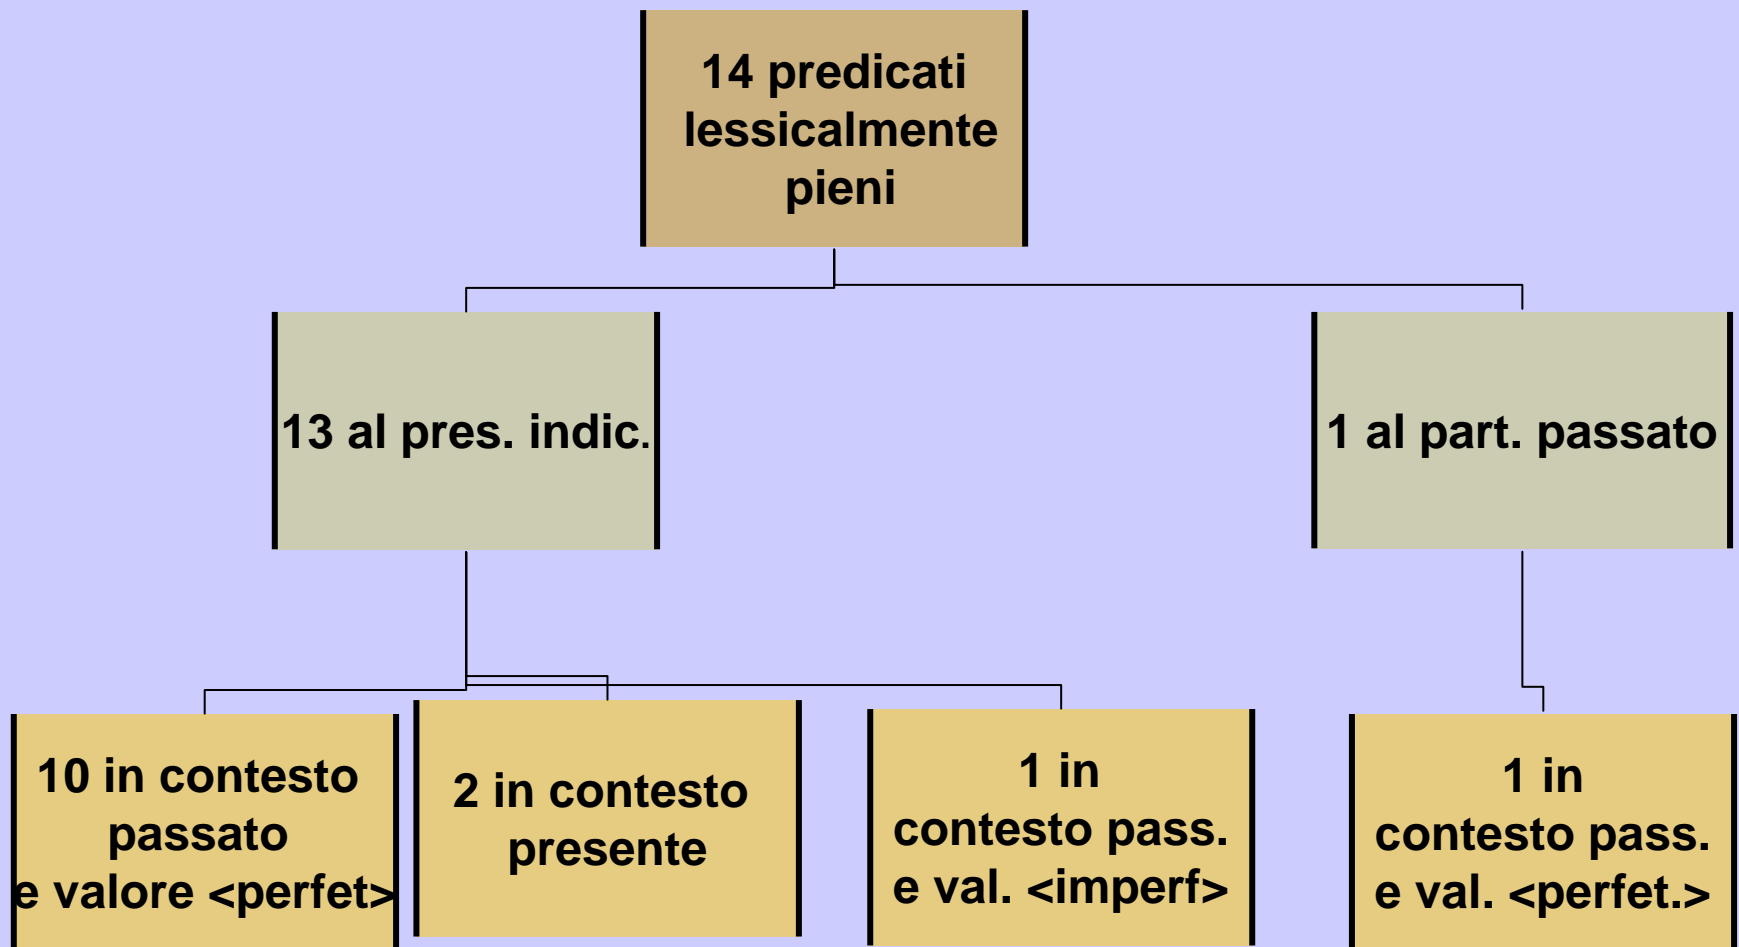 14 predicati
lessicalmente
pieni
13 al pres. indic.
1 al part. passato
10 in contesto
passato
e valore <perfet>
2 in contesto
presente
1 in
contesto pass.
e val. <imperf>
1 in
contesto pass.
e val. <perfet.>